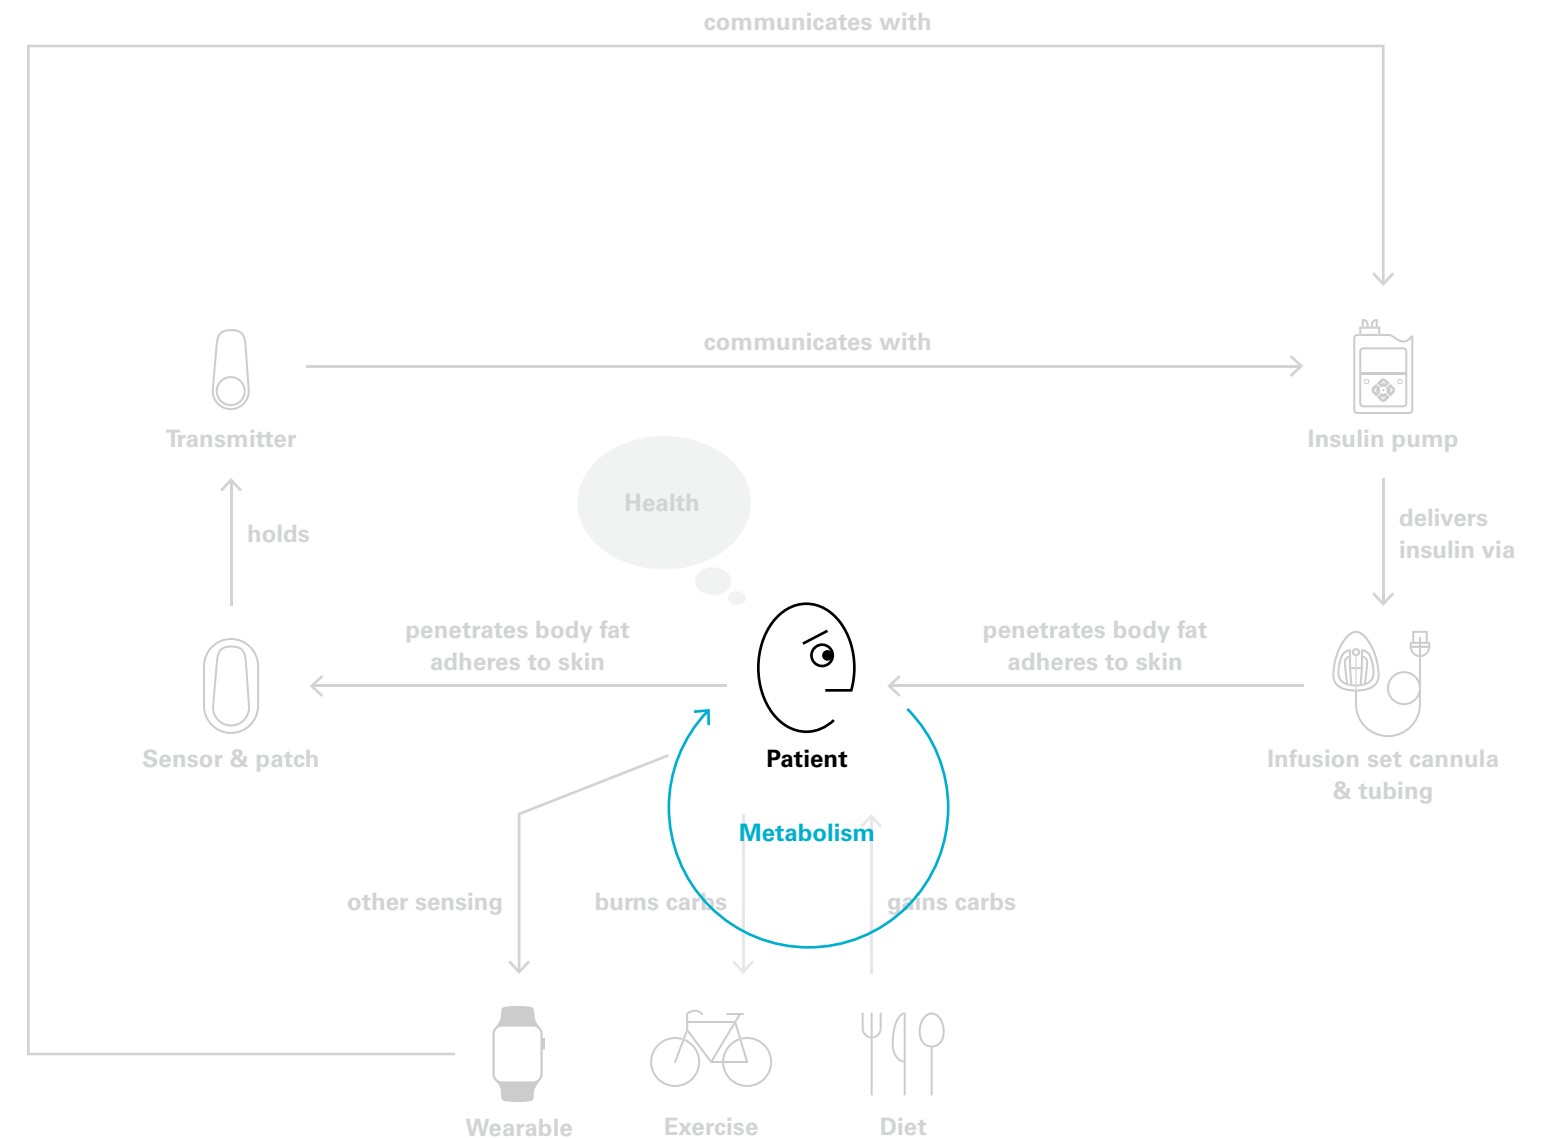 communicates with
communicates with
Transmitter
Insulin pump
Health
holds
delivers
insulin via
penetrates body fat
adheres to skin
penetrates body fat
adheres to skin
Sensor & patch
Patient
Infusion set cannula
& tubing
Metabolism
other sensing
burns carbs
gains carbs
Wearable
Exercise
Diet